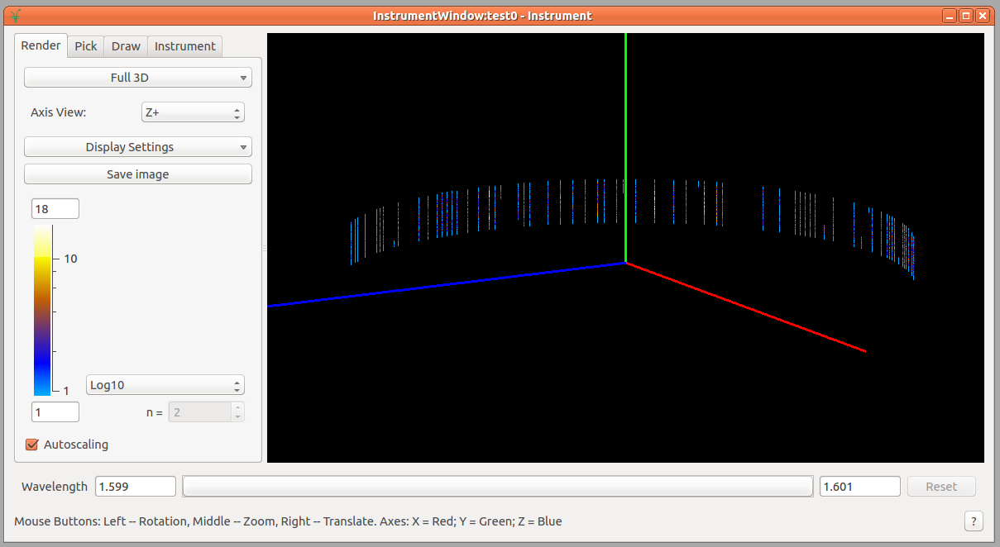 InstrumentWindow:test0 - Instrument
Render Pick Draw Instrument
Full 3D
Axis View: Z+
Display Settings
Save image
18
10
1
Log10
1 n = 2
Autoscaling
Wavelength 1.599 1.601 Reset
Mouse Buttons: Left -- Rotation, Middle -- Zoom, Right -- Translate. Axes: X = Red; Y = Green; Z = Blue ?